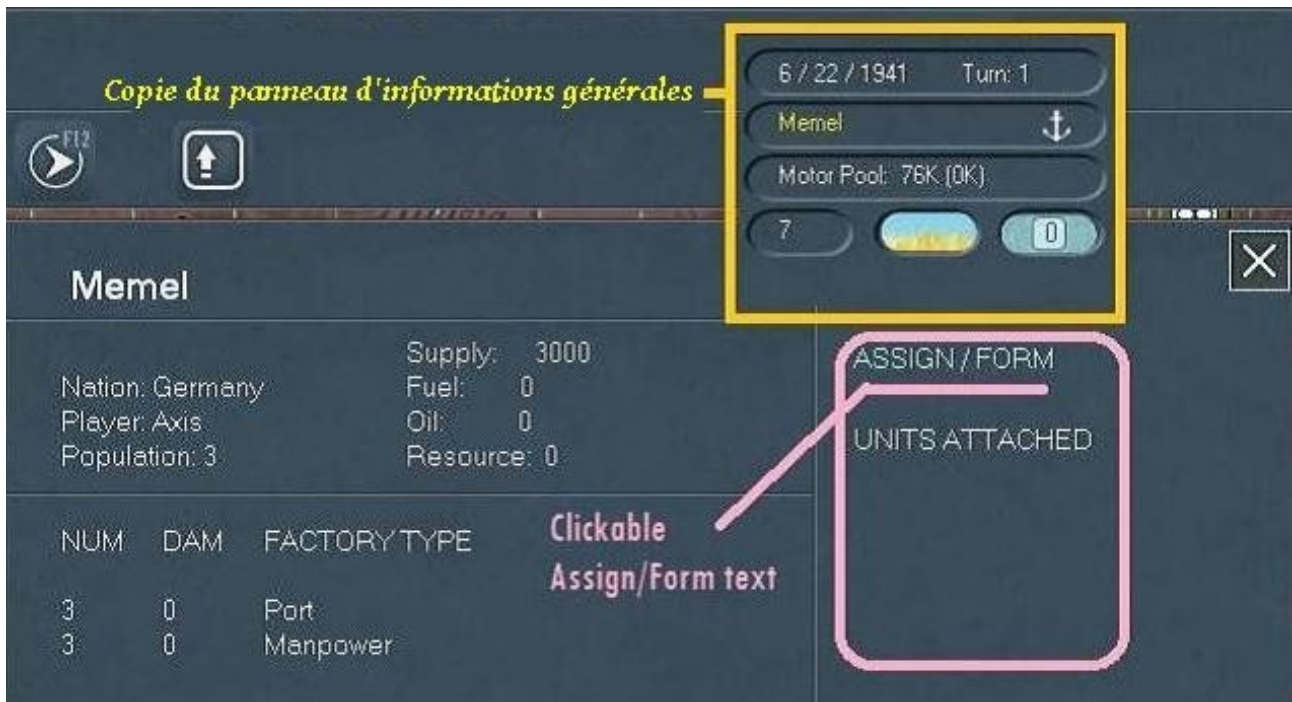 6 / 22 / 1941 Turn: 1
Copie du panneau d'informations générales
Memel
F12
Motor Pool: 76K (0K)
7
0
Memel
ASSIGN / FORM
Supply: 3000
Nation: Germany
Fuel: 0
Player: Axis
Oil: 0
Population: 3
Resource: 0
UNITS ATTACHED
NUM DAM FACTORY TYPE
Clickable
Assign/Form text
3 0 Port
3 0 Manpower